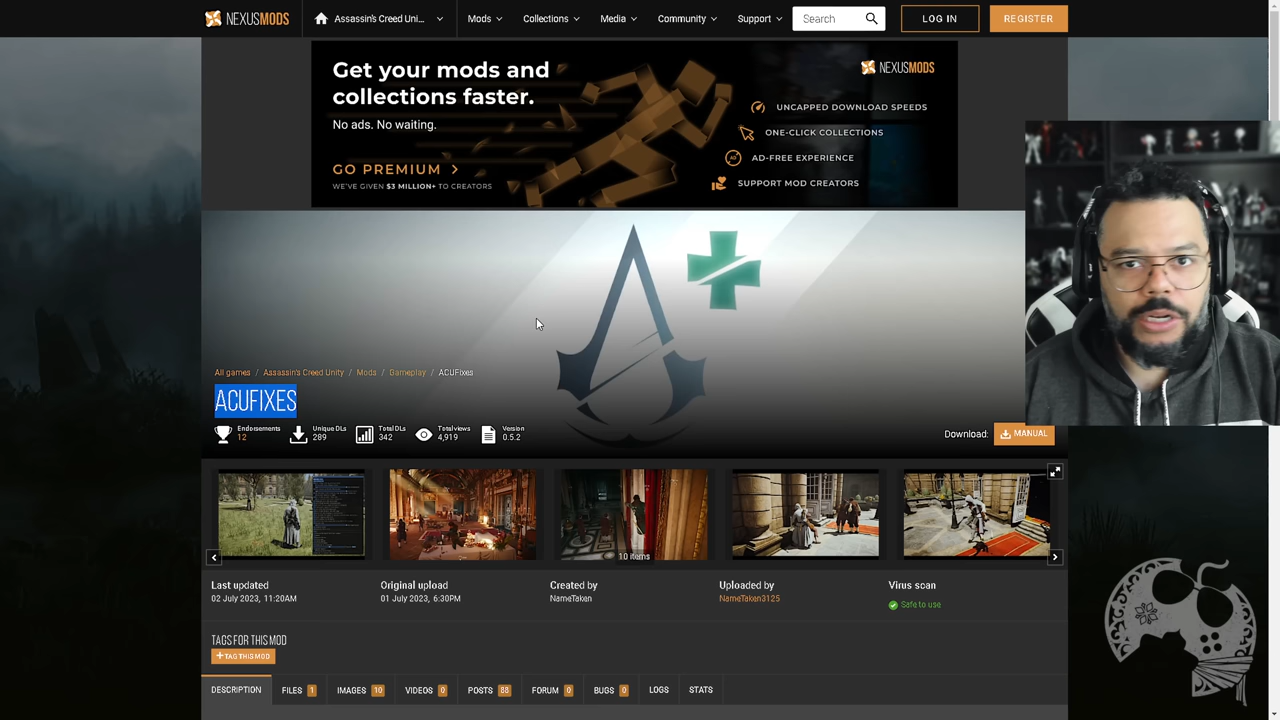 NEXUSMODS
Assassin's Creed Uni...
Mods
Collections
Media
Community
Support
Search
LOG IN
REGISTER
Get your mods and
collections faster.
No ads. No waiting.
GO PREMIUM >
WE'VE GIVEN $3 MILLION+ TO CREATORS
NEXUSMODS
UNCAPPED DOWNLOAD SPEEDS
ONE-CLICK COLLECTIONS
AD-FREE EXPERIENCE
SUPPORT MOD CREATORS
All games / Assassin's Creed Unity / Mods / Gameplay / ACUFixes
ACUFIXES
Endorsements
12
Unique DLs
289
Total DLs
342
Total views
4,919
Version
0.5.2
Download:
MANUAL
10 items
Last updated
02 July 2023, 11:20AM
Original upload
01 July 2023, 6:30PM
Created by
NameTaken
Uploaded by
NameTaken3125
Virus scan
Safe to use
TAGS FOR THIS MOD
+ TAG THIS MOD
DESCRIPTION
FILES 1
IMAGES 10
VIDEOS 0
POSTS 88
FORUM 0
BUGS 0
LOGS
STATS